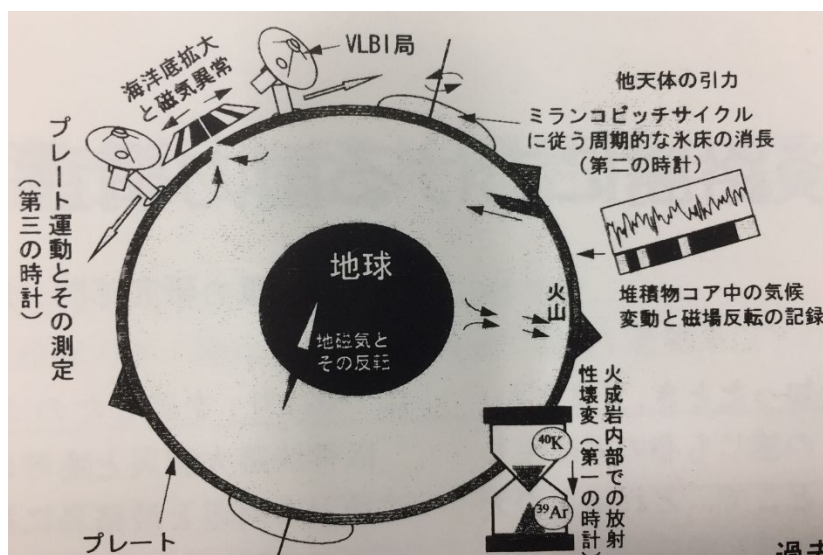 VLBI局
海洋底拡大
と磁気異常
他天体の引力
ミランコビッチサイクル
に従う周期的な氷床の消長
(第二の時計)
プレート運動とその測定
(第三の時計)
地球
地磁気と
その反転
火山
堆積物コア中の気候
変動と磁場反転の記録
火成岩内部での放射
性壊変(第一の時計)
⁴⁰K
³⁹Ar
プレート
過去